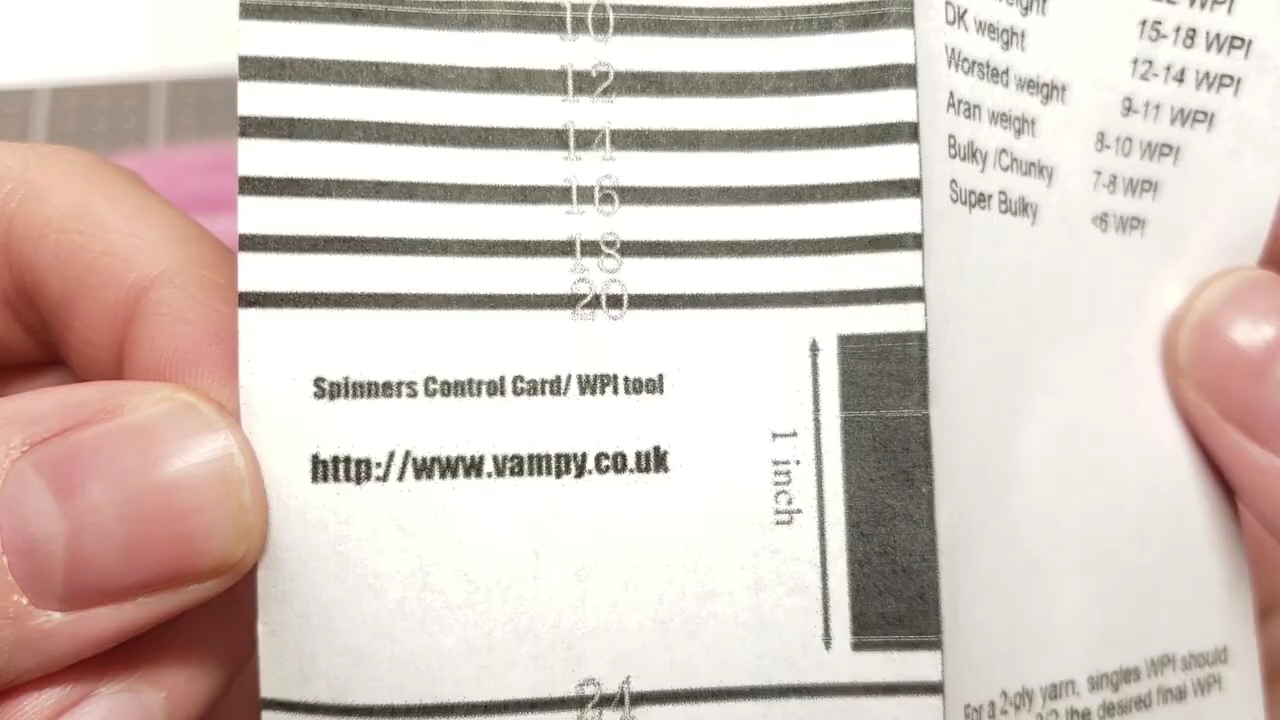 10
12
14
16
18
20
Spinners Control Card/ WPI tool
http://www.vampy.co.uk
1 inch
24
WPI
15-18 WPI
DK weight 12-14 WPI
Worsted weight 9-11 WPI
Aran weight 8-10 WPI
Bulky /Chunky 7-8 WPI
Super Bulky <6 WPI
For a 2-ply yarn, singles WPI should
the desired final WPI